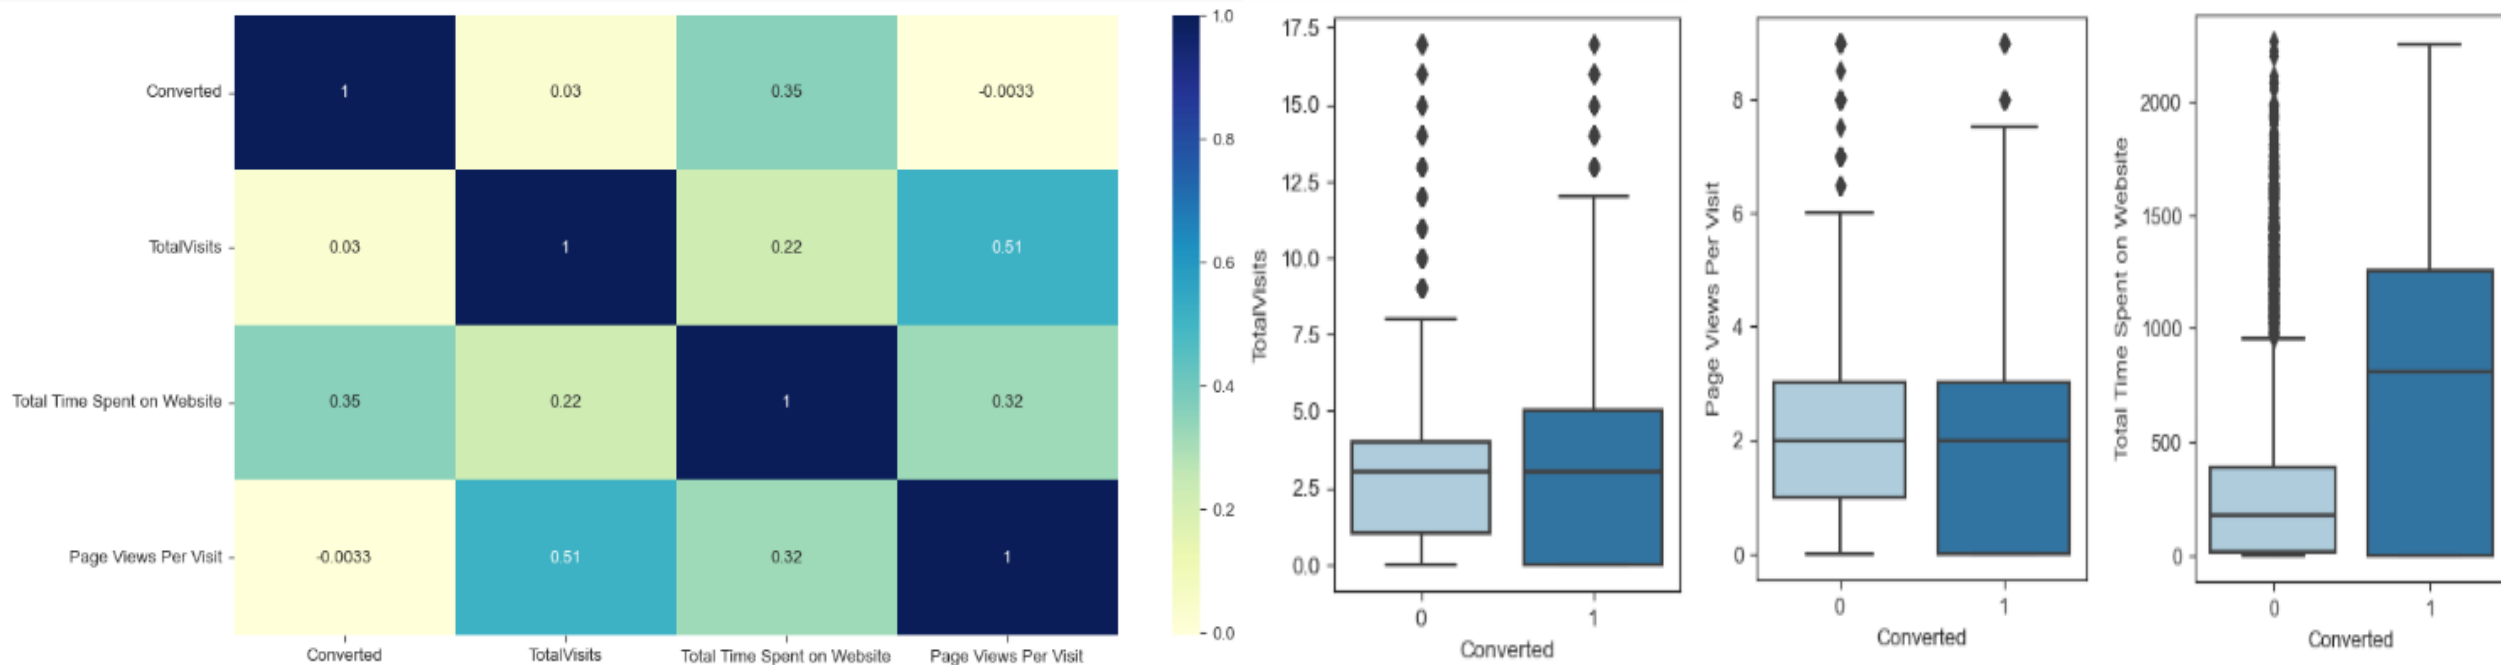 Converted 1 0.03 0.35 -0.0033
TotalVisits 0.03 1 0.22 0.51
Total Time Spent on Website 0.35 0.22 1 0.32
Page Views Per Visit -0.0033 0.51 0.32 1
Converted TotalVisits Total Time Spent on Website Page Views Per Visit
1.0
0.8
0.6
0.4
0.2
0.0
TotalVisits
17.5
15.0
12.5
10.0
7.5
5.0
2.5
0.0
0 1
Converted
Page Views Per Visit
8
6
4
2
0
0 1
Converted
Total Time Spent on Website
2000
1500
1000
500
0
0 1
Converted